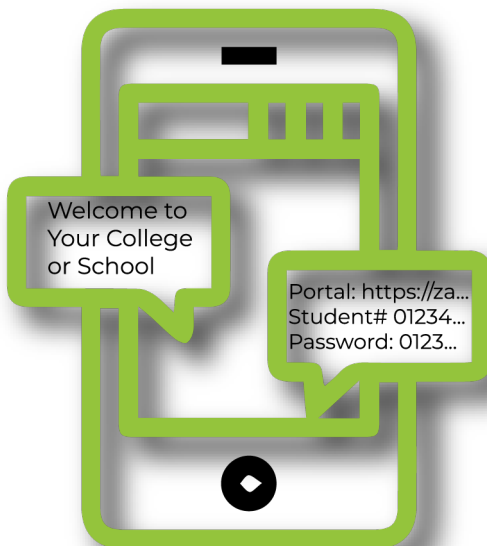 Welcome to
Your College
or School
Portal: https://za...
Student# 01234...
Password: 0123...